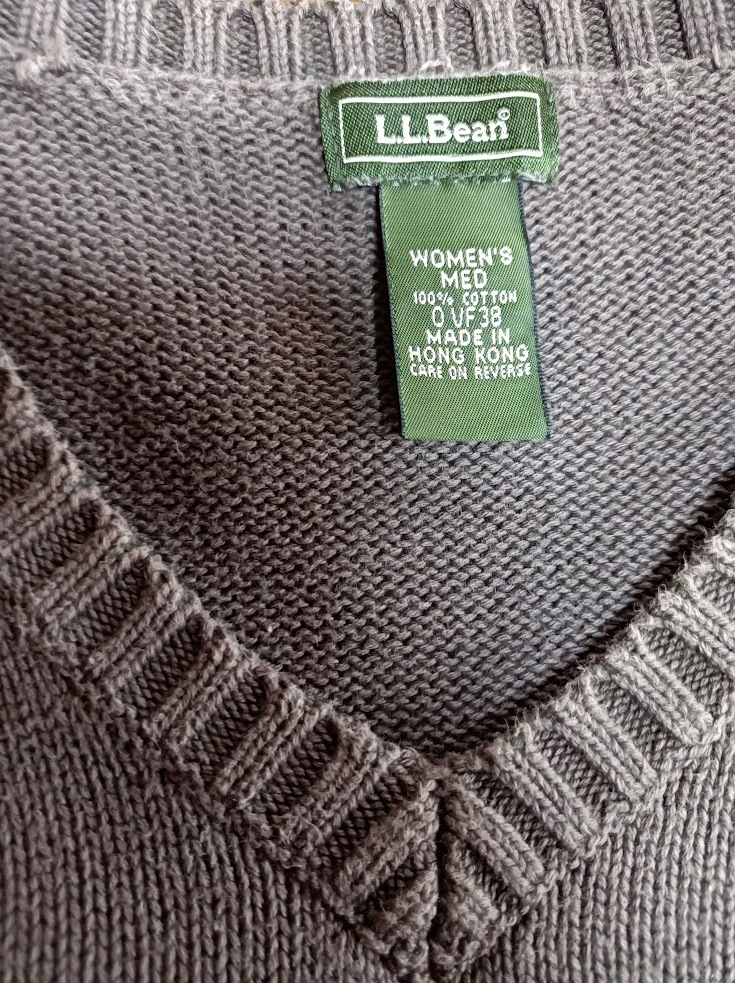 L.L.Bean©
WOMEN'S
MED
100% COTTON
0 VF38
MADE IN
HONG KONG
CARE ON REVERSE